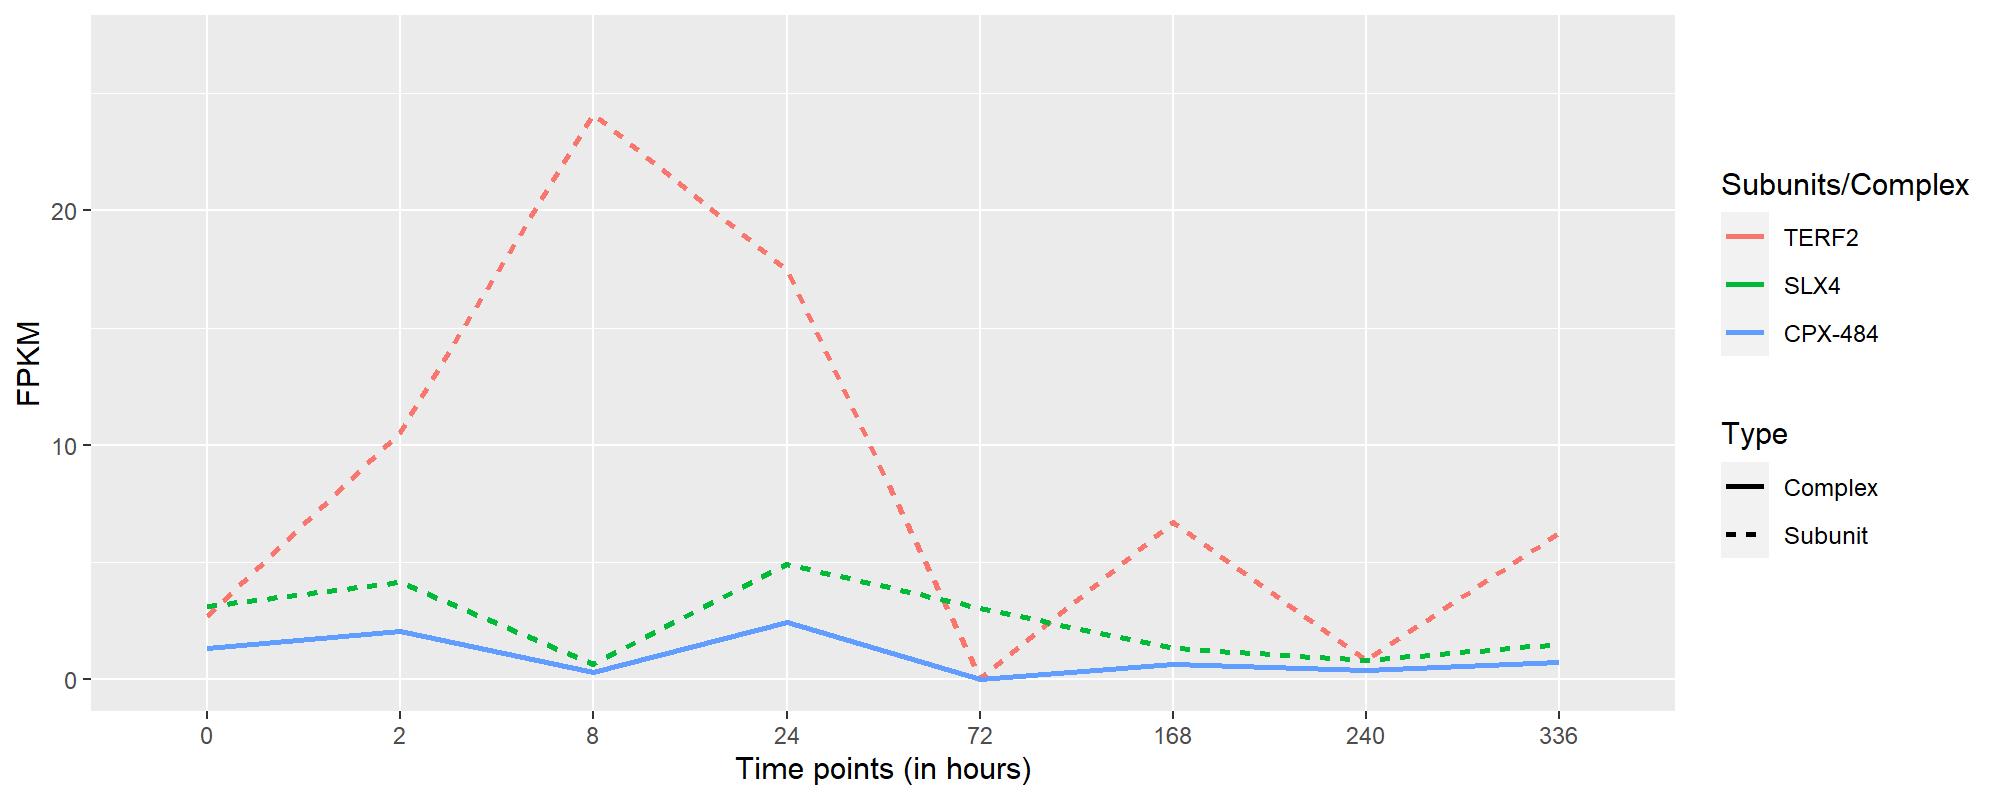 FPKM
20
10
0
0 2 8 24 72 168 240 336
Time points (in hours)
Subunits/Complex
TERF2
SLX4
CPX-484
Type
Complex
Subunit